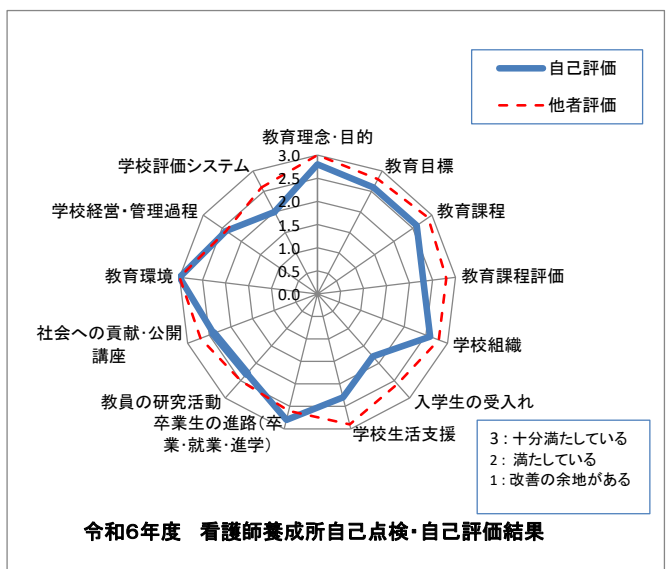 自己評価
他者評価
教育理念・目的
教育目標
教育課程
教育課程評価
学校組織
入学生の受入れ
学校生活支援
卒業生の進路(卒
業・就業・進学)
教員の研究活動
社会への貢献・公開
講座
教育環境
学校経営・管理過程
学校評価システム
3.0
2.5
2.0
1.5
1.0
0.5
0.0
3：十分満たしている
2：満たしている
1：改善の余地がある
令和6年度　看護師養成所自己点検・自己評価結果